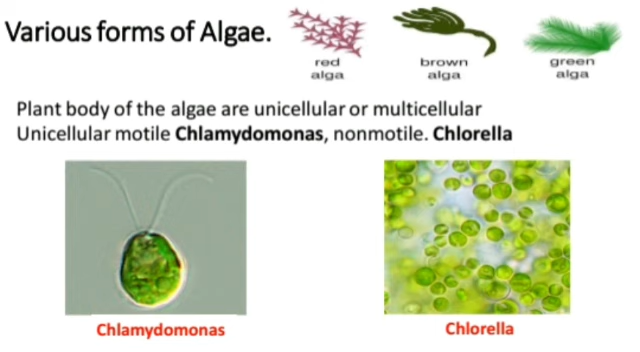 Various forms of Algae.
red
alga
brown
alga
green
alga
Plant body of the algae are unicellular or multicellular
Unicellular motile Chlamydomonas, nonmotile. Chlorella
Chlamydomonas
Chlorella